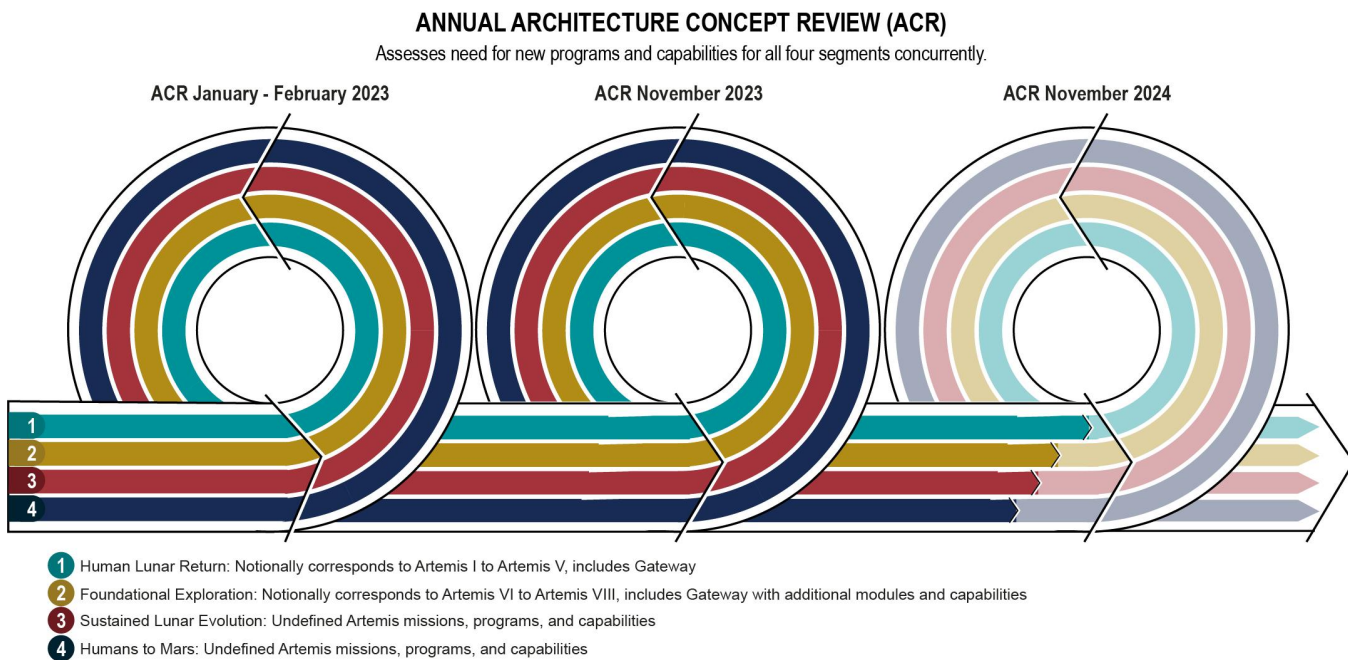 ANNUAL ARCHITECTURE CONCEPT REVIEW (ACR)
Assesses need for new programs and capabilities for all four segments concurrently.
ACR January - February 2023
ACR November 2023
ACR November 2024
1
2
3
4
1 Human Lunar Return: Notionally corresponds to Artemis I to Artemis V, includes Gateway
2 Foundational Exploration: Notionally corresponds to Artemis VI to Artemis VIII, includes Gateway with additional modules and capabilities
3 Sustained Lunar Evolution: Undefined Artemis missions, programs, and capabilities
4 Humans to Mars: Undefined Artemis missions, programs, and capabilities